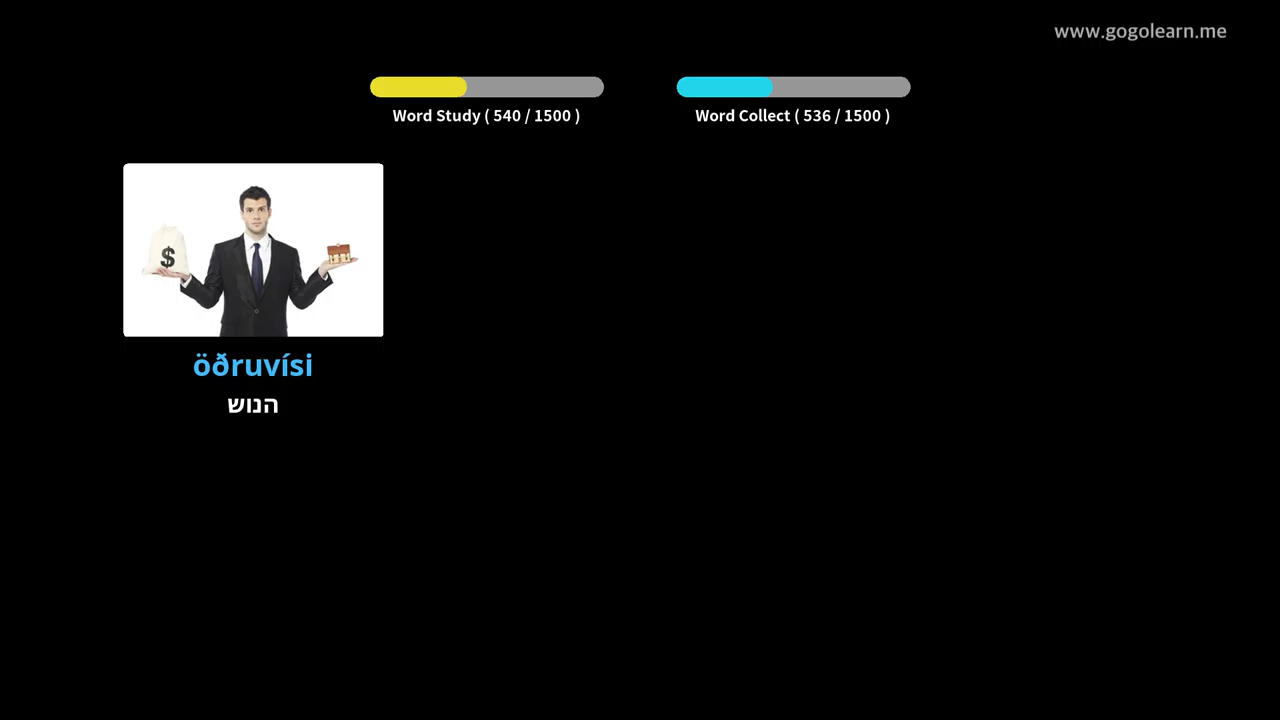 www.gogolearn.me
Word Study ( 540 / 1500 )
Word Collect ( 536 / 1500 )
$
öðruvísi
הנוש